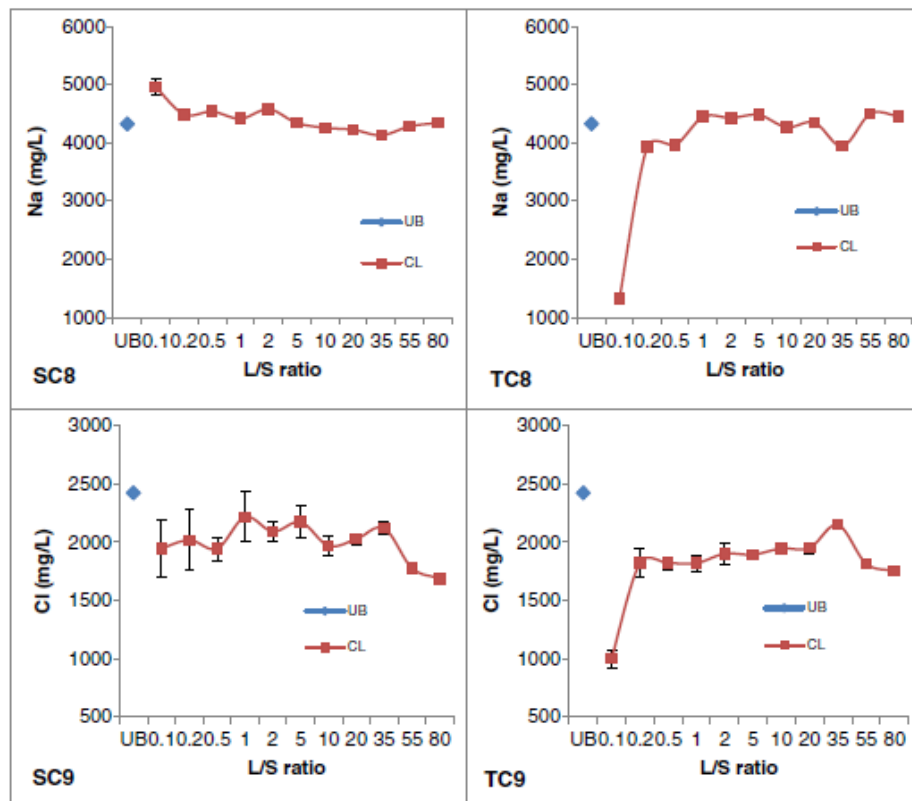 6000
5000
4000
3000
2000
1000
Na (mg/L)
UB
CL
UB0.10.20.5 1 2 5 10 20 35 55 80
L/S ratio
SC8
6000
5000
4000
3000
2000
1000
Na (mg/L)
UB
CL
UB0.10.20.5 1 2 5 10 20 35 55 80
L/S ratio
TC8
3000
2500
2000
1500
1000
500
Cl (mg/L)
UB
CL
UB0.10.20.5 1 2 5 10 20 35 55 80
L/S ratio
SC9
3000
2500
2000
1500
1000
500
Cl (mg/L)
UB
CL
UB0.10.20.5 1 2 5 10 20 35 55 80
L/S ratio
TC9